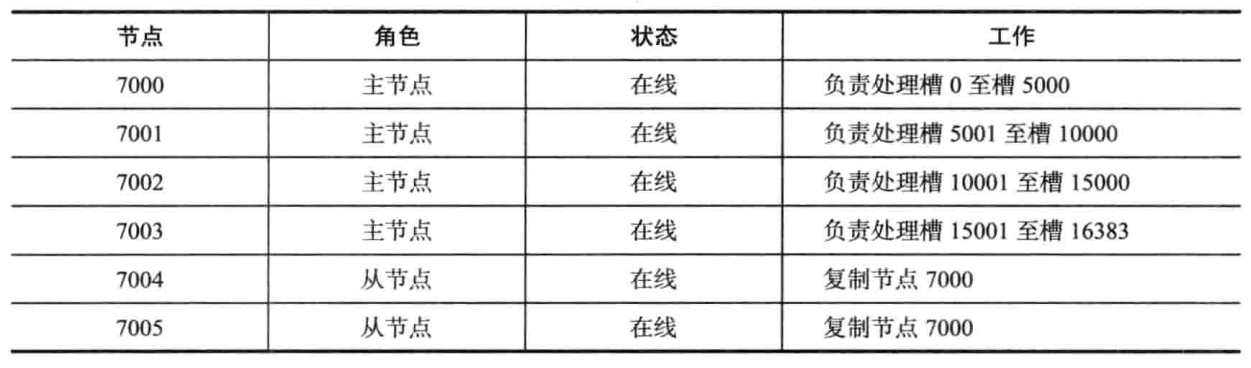 节点 角色 状态 工作
7000 主节点 在线 负责处理槽 0 至槽 5000
7001 主节点 在线 负责处理槽 5001 至槽 10000
7002 主节点 在线 负责处理槽 10001 至槽 15000
7003 主节点 在线 负责处理槽 15001 至槽 16383
7004 从节点 在线 复制节点 7000
7005 从节点 在线 复制节点 7000